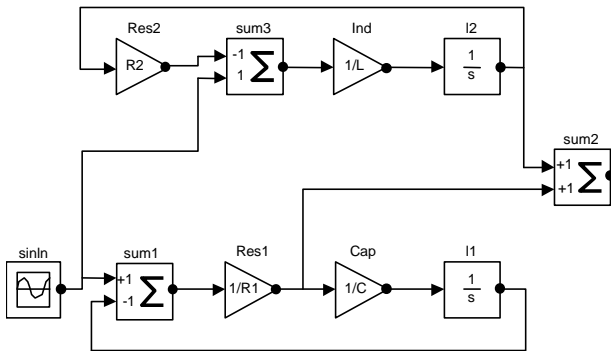 Res2
sum3
Ind
I2
R2
-1
1
Σ
1/L
1
s
sum2
+1
+1
Σ
sinIn
sum1
Res1
Cap
I1
+1
-1
Σ
1/R1
1/C
1
s